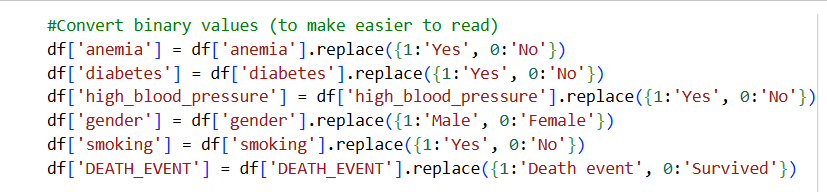 #Convert binary values (to make easier to read)
df['anemia'] = df['anemia'].replace({1:'Yes', 0:'No'})
df['diabetes'] = df['diabetes'].replace({1:'Yes', 0:'No'})
df['high_blood_pressure'] = df['high_blood_pressure'].replace({1:'Yes', 0:'No'})
df['gender'] = df['gender'].replace({1:'Male', 0:'Female'})
df['smoking'] = df['smoking'].replace({1:'Yes', 0:'No'})
df['DEATH_EVENT'] = df['DEATH_EVENT'].replace({1:'Death event', 0:'Survived'})